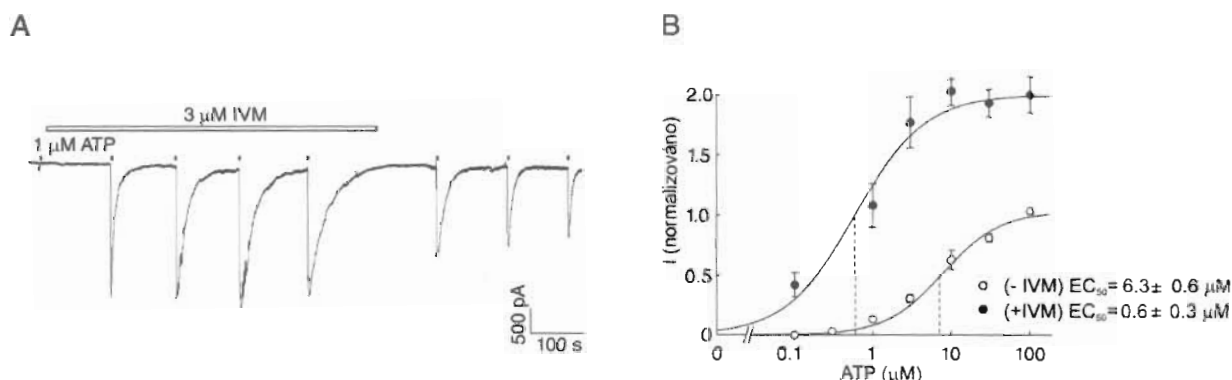 A
3 µM IVM
1 µM ATP
500 pA
100 s
B
I (normalizováno)
2.0
1.5
1.0
0.5
0
0
0.1
1
10
100
ATP (µM)
(- IVM) EC₅₀= 6.3± 0.6 µM
(+IVM) EC₅₀=0.6± 0.3 µM